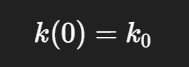 k(0) = k₀